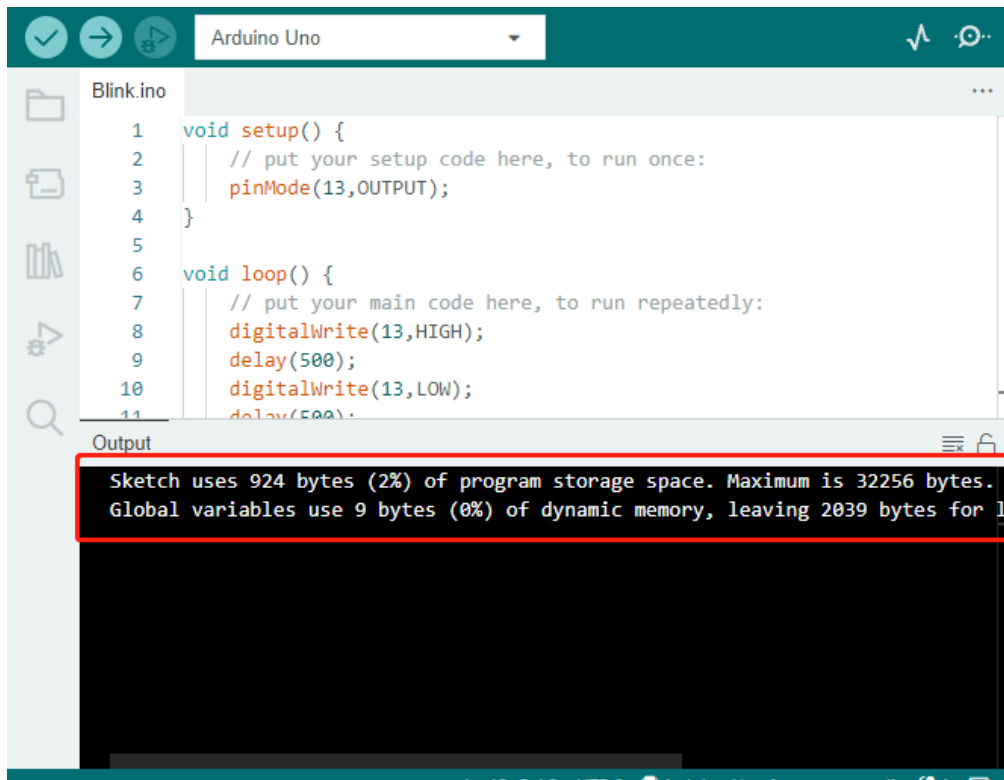 Arduino Uno
Blink.ino
1 void setup() {
2 // put your setup code here, to run once:
3 pinMode(13,OUTPUT);
4 }
5
6 void loop() {
7 // put your main code here, to run repeatedly:
8 digitalWrite(13,HIGH);
9 delay(500);
10 digitalWrite(13,LOW);
11 delay(500);
Output
Sketch uses 924 bytes (2%) of program storage space. Maximum is 32256 bytes.
Global variables use 9 bytes (0%) of dynamic memory, leaving 2039 bytes for l